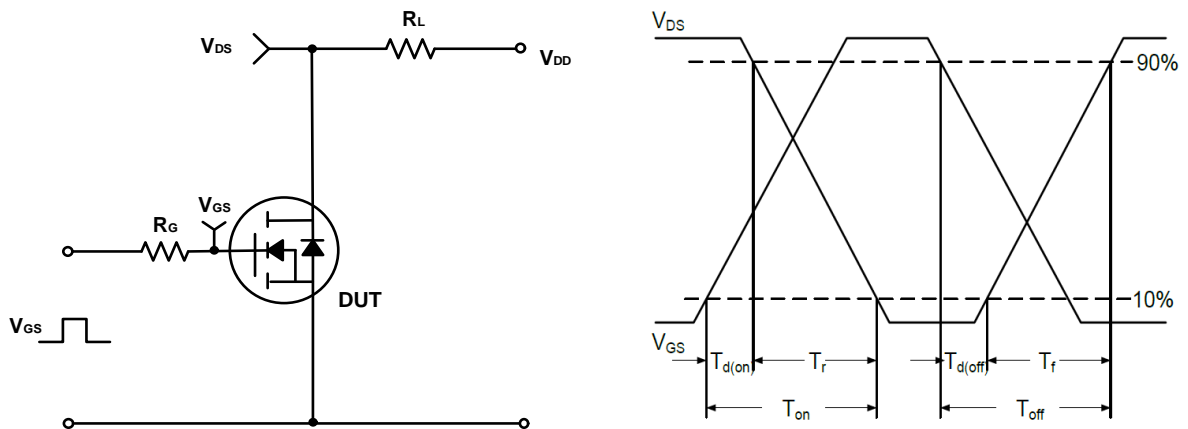 RL
VDS
VDD
VGS
RG
DUT
VGS
VDS
90%
10%
VGS
Td(on)
Tr
Td(off)
Tf
Ton
Toff